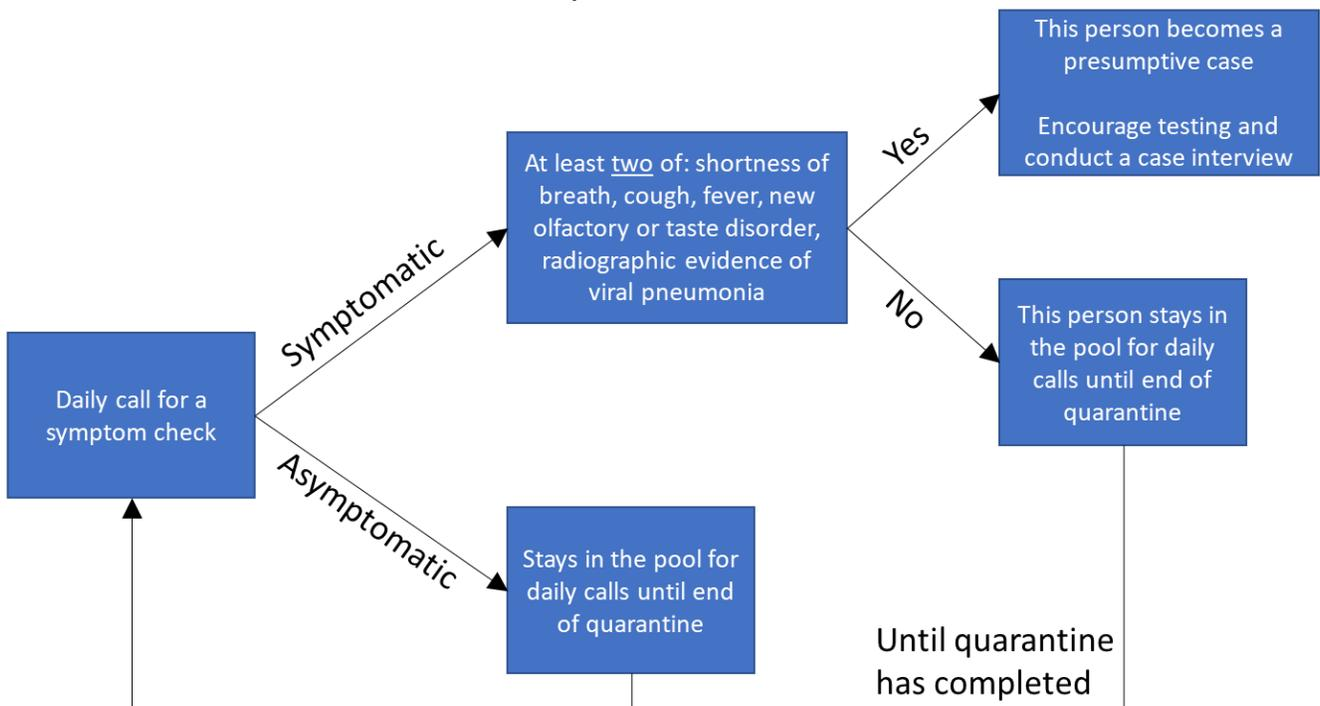 This person becomes a
presumptive case
Encourage testing and
conduct a case interview
Yes
At least two of: shortness of
breath, cough, fever, new
olfactory or taste disorder,
radiographic evidence of
viral pneumonia
Symptomatic
No
This person stays in
the pool for daily
calls until end of
quarantine
Daily call for a
symptom check
Asymptomatic
Stays in the pool for
daily calls until end
of quarantine
Until quarantine
has completed